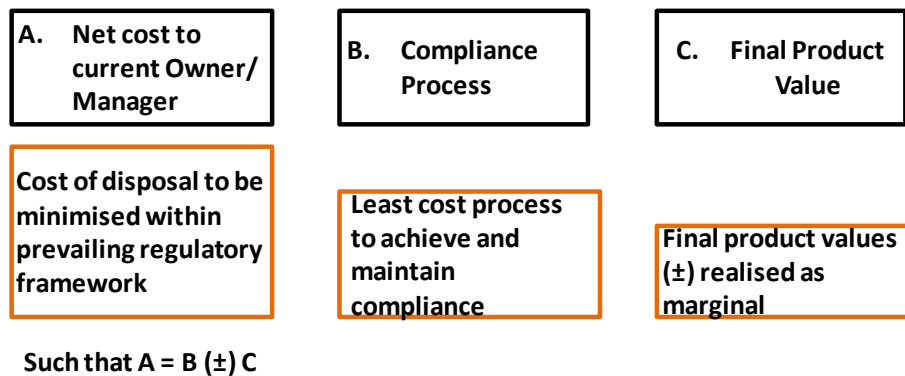 A. Net cost to
current Owner/
Manager
B. Compliance
Process
C. Final Product
Value
Cost of disposal to be
minimised within
prevailing regulatory
framework
Least cost process
to achieve and
maintain
compliance
Final product values
(±) realised as
marginal
Such that A = B (±) C